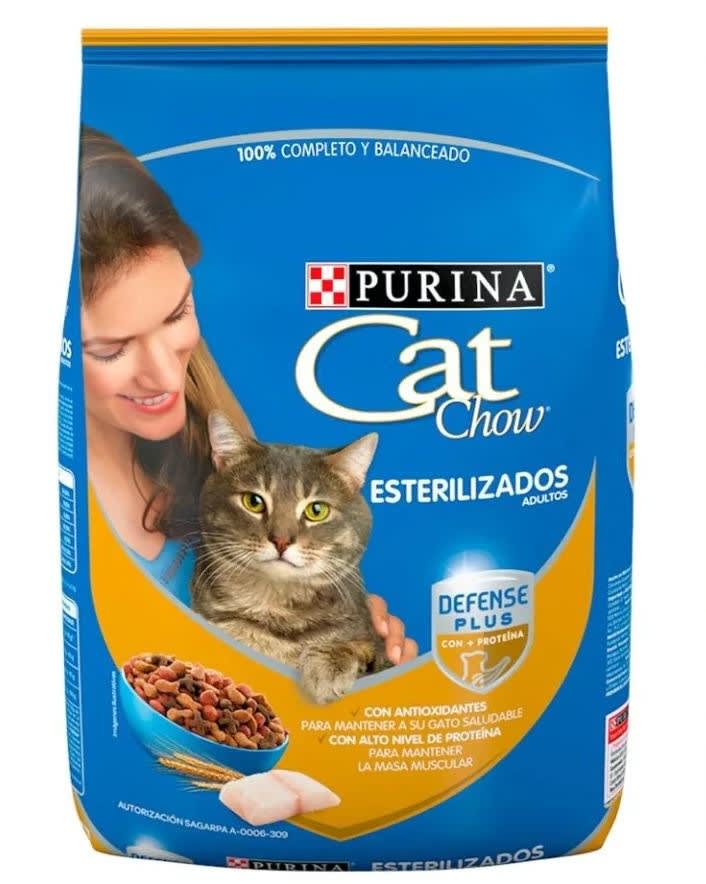 100% COMPLETO Y BALANCEADO
PURINA®
Cat
Chow®
ESTERILIZADOS
ADULTOS
DEFENSE
PLUS
CON + PROTEÍNA
✓ CON ANTIOXIDANTES
PARA MANTENER A SU GATO SALUDABLE
✓ CON ALTO NIVEL DE PROTEÍNA
PARA MANTENER
LA MASA MUSCULAR
AUTORIZACIÓN SAGARPA A-0006-309
DEFENSE
PURINA
ESTERILIZADOS